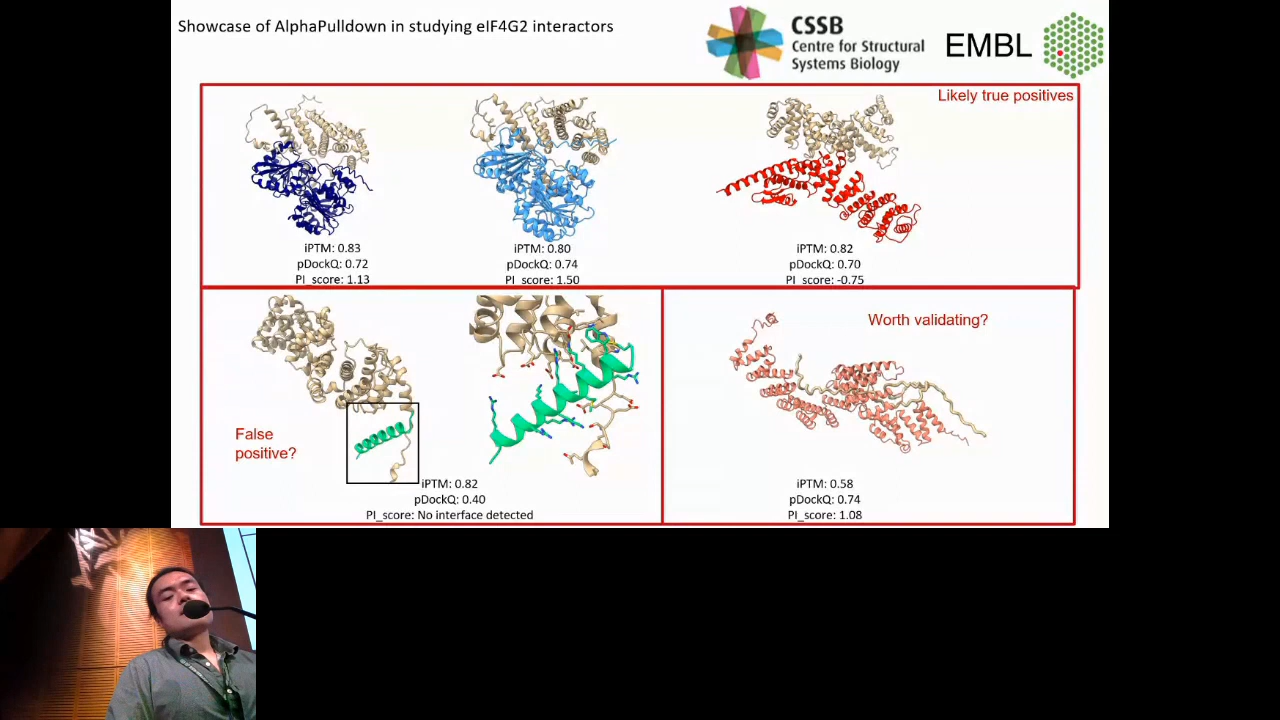 Showcase of AlphaPulldown in studying eIF4G2 interactors
CSSB
Centre for Structural
Systems Biology
EMBL
Likely true positives
iPTM: 0.83
pDockQ: 0.72
PI_score: 1.13
iPTM: 0.80
pDockQ: 0.74
PI_score: 1.50
iPTM: 0.82
pDockQ: 0.70
PI_score: -0.75
False
positive?
iPTM: 0.82
pDockQ: 0.40
PI_score: No interface detected
Worth validating?
iPTM: 0.58
pDockQ: 0.74
PI_score: 1.08